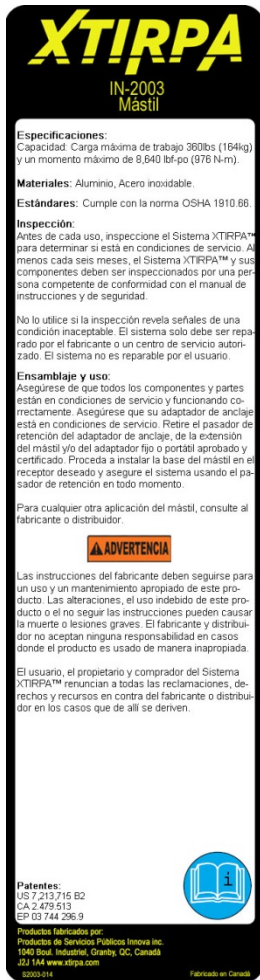 XTIRPA
IN-2003
Mástil
Especificaciones:
Capacidad: Carga máxima de trabajo 360lbs (164kg)
y un momento máximo de 8,640 lbf-po (976 N-m).
Materiales: Aluminio, Acero inoxidable.
Estándares: Cumple con la norma OSHA 1910.66.
Inspección:
Antes de cada uso, inspeccione el Sistema XTIRPA™
para determinar si está en condiciones de servicio. Al
menos cada seis meses, el Sistema XTIRPA™ y sus
componentes deben ser inspeccionados por una per-
sona competente de conformidad con el manual de
instrucciones y de seguridad.
No lo utilice si la inspección revela señales de una
condición inaceptable. El sistema solo debe ser repa-
rado por el fabricante o un centro de servicio autori-
zado. El sistema no es reparable por el usuario.
Ensamblaje y uso:
Asegúrese de que todos los componentes y partes
están en condiciones de servicio y funcionando co-
rrectamente. Asegúrese que su adaptador de anclaje
está en condiciones de servicio. Retire el pasador de
retención del adaptador de anclaje, de la extensión
del mástil y/o del adaptador fijo o portátil aprobado y
certificado. Proceda a instalar la base del mástil en el
receptor deseado y asegure el sistema usando el pa-
sador de retención en todo momento.
Para cualquier otra aplicación del mástil, consulte al
fabricante o distribuidor.
ADVERTENCIA
Las instrucciones del fabricante deben seguirse para
un uso y un mantenimiento apropiado de este pro-
ducto. Las alteraciones, el uso indebido de este pro-
ducto o el no seguir las instrucciones pueden causar
la muerte o lesiones graves. El fabricante y distribui-
dor no aceptan ninguna responsabilidad en casos
donde el producto es usado de manera inapropiada.
El usuario, el propietario y comprador del Sistema
XTIRPA™ renuncian a todas las reclamaciones, de-
rechos y recursos en contra del fabricante o distribui-
dor en los casos que de allí se deriven.
Patentes:
US 7,213,715 B2
CA 2.479.513
EP 03 744 296.9
i
Productos fabricados por:
Productos de Servicios Públicos Innova inc.
1040 Boul. Industriel, Granby, QC, Canadá
J2J 1A4 www.xtirpa.com
S2003-014
Fabricado en Canadá